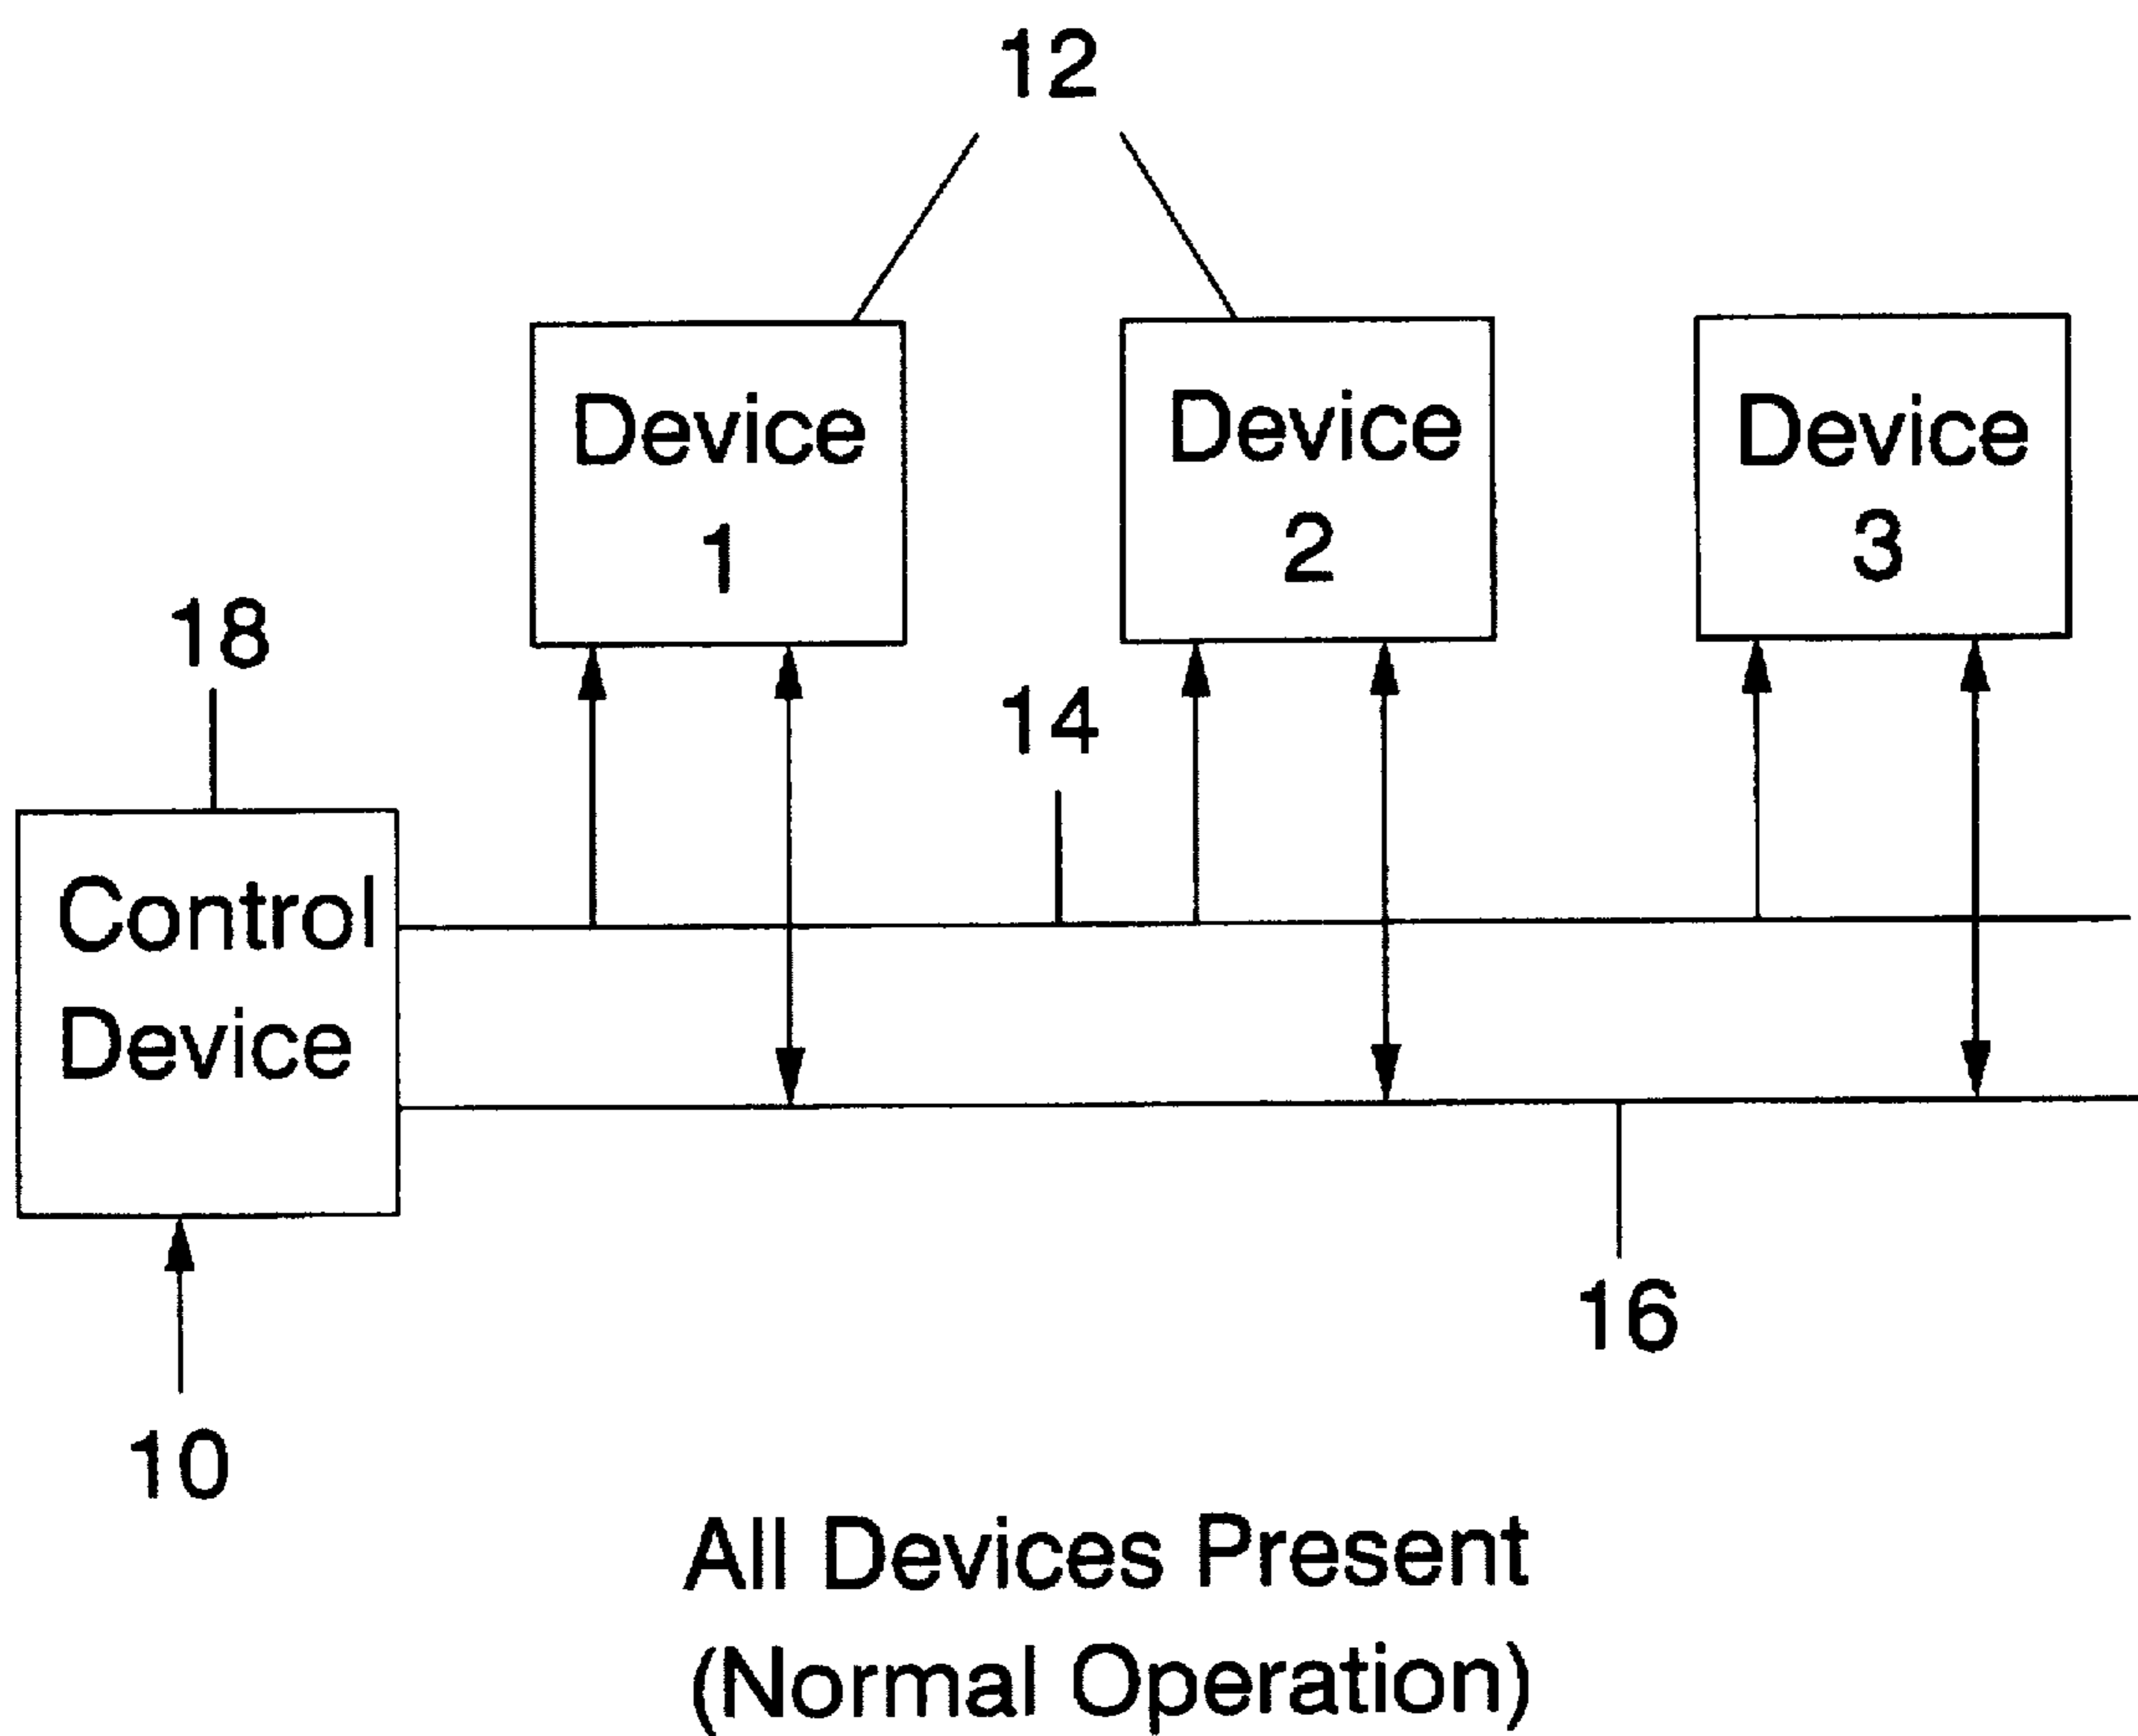 12
Device
1
Device
2
Device
3
18
14
Control
Device
16
10
All Devices Present
(Normal Operation)